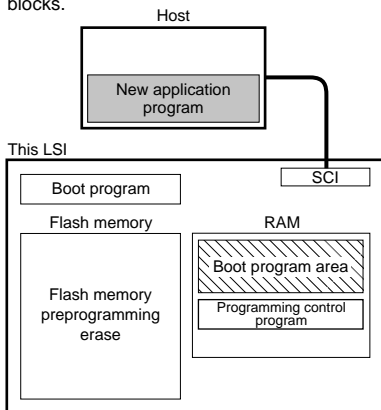 blocks.
Host
New application
program
This LSI
SCI
Boot program
Flash memory
RAM
Boot program area
Flash memory
preprogramming
erase
Programming control
program